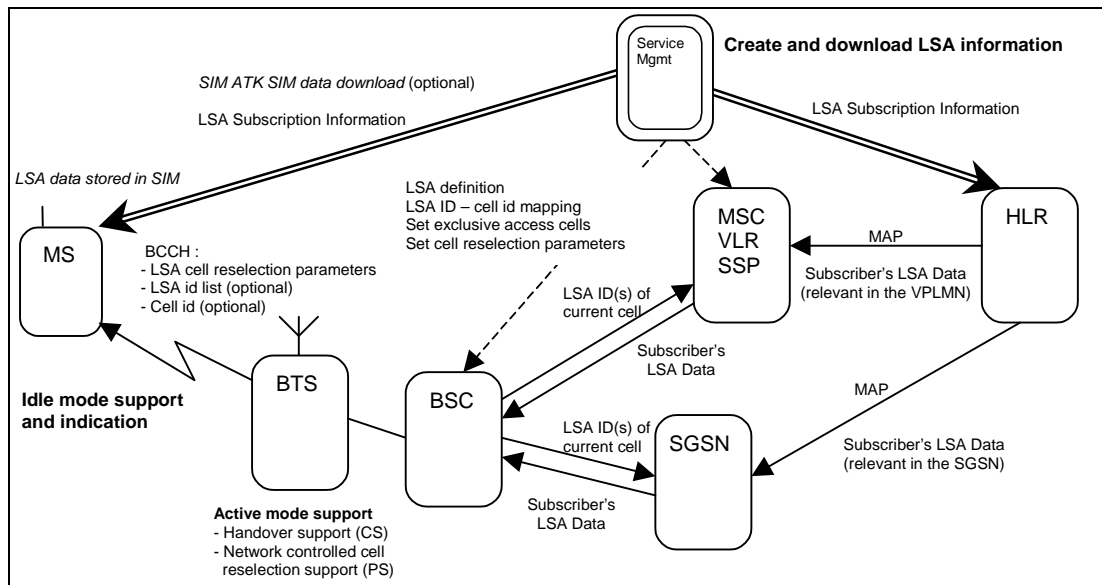 Service
Mgmt
Create and download LSA information
SIM ATK SIM data download (optional)
LSA Subscription Information
LSA Subscription Information
LSA data stored in SIM
LSA definition
LSA ID – cell id mapping
Set exclusive access cells
Set cell reselection parameters
MSC
VLR
SSP
HLR
MAP
Subscriber's LSA Data
(relevant in the VPLMN)
MS
BCCH :
- LSA cell reselection parameters
- LSA id list (optional)
- Cell id (optional)
LSA ID(s) of
current cell
Subscriber's
LSA Data
BTS
BSC
Idle mode support
and indication
MAP
LSA ID(s) of
current cell
SGSN
Subscriber's LSA Data
(relevant in the SGSN)
Subscriber's
LSA Data
Active mode support
- Handover support (CS)
- Network controlled cell
reselection support (PS)